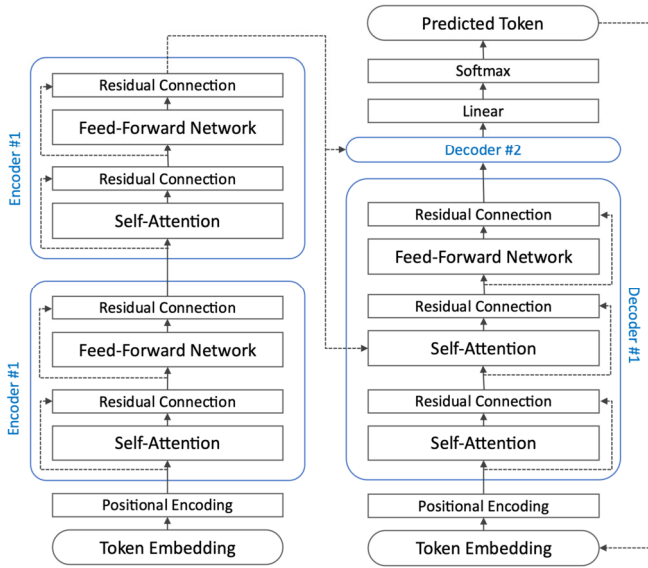 Encoder #1
Residual Connection
Feed-Forward Network
Residual Connection
Self-Attention
Encoder #1
Residual Connection
Feed-Forward Network
Residual Connection
Self-Attention
Positional Encoding
Token Embedding
Predicted Token
Softmax
Linear
Decoder #2
Decoder #1
Residual Connection
Feed-Forward Network
Residual Connection
Self-Attention
Residual Connection
Self-Attention
Positional Encoding
Token Embedding